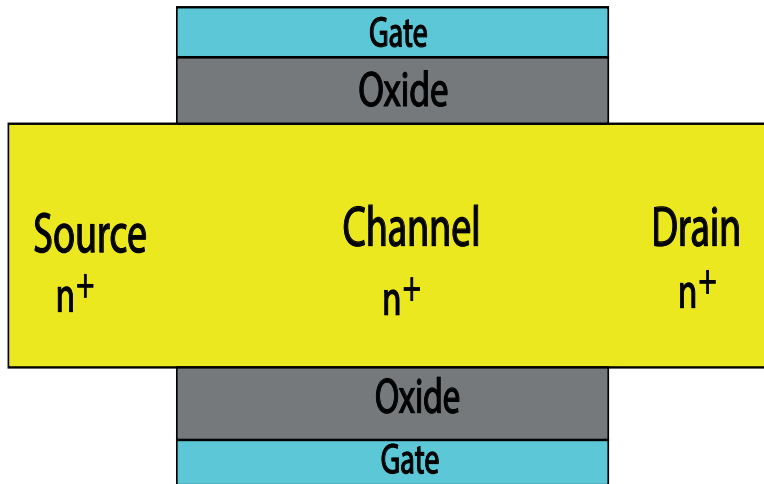 Gate
Oxide
Source Channel Drain
n⁺ n⁺ n⁺
Oxide
Gate